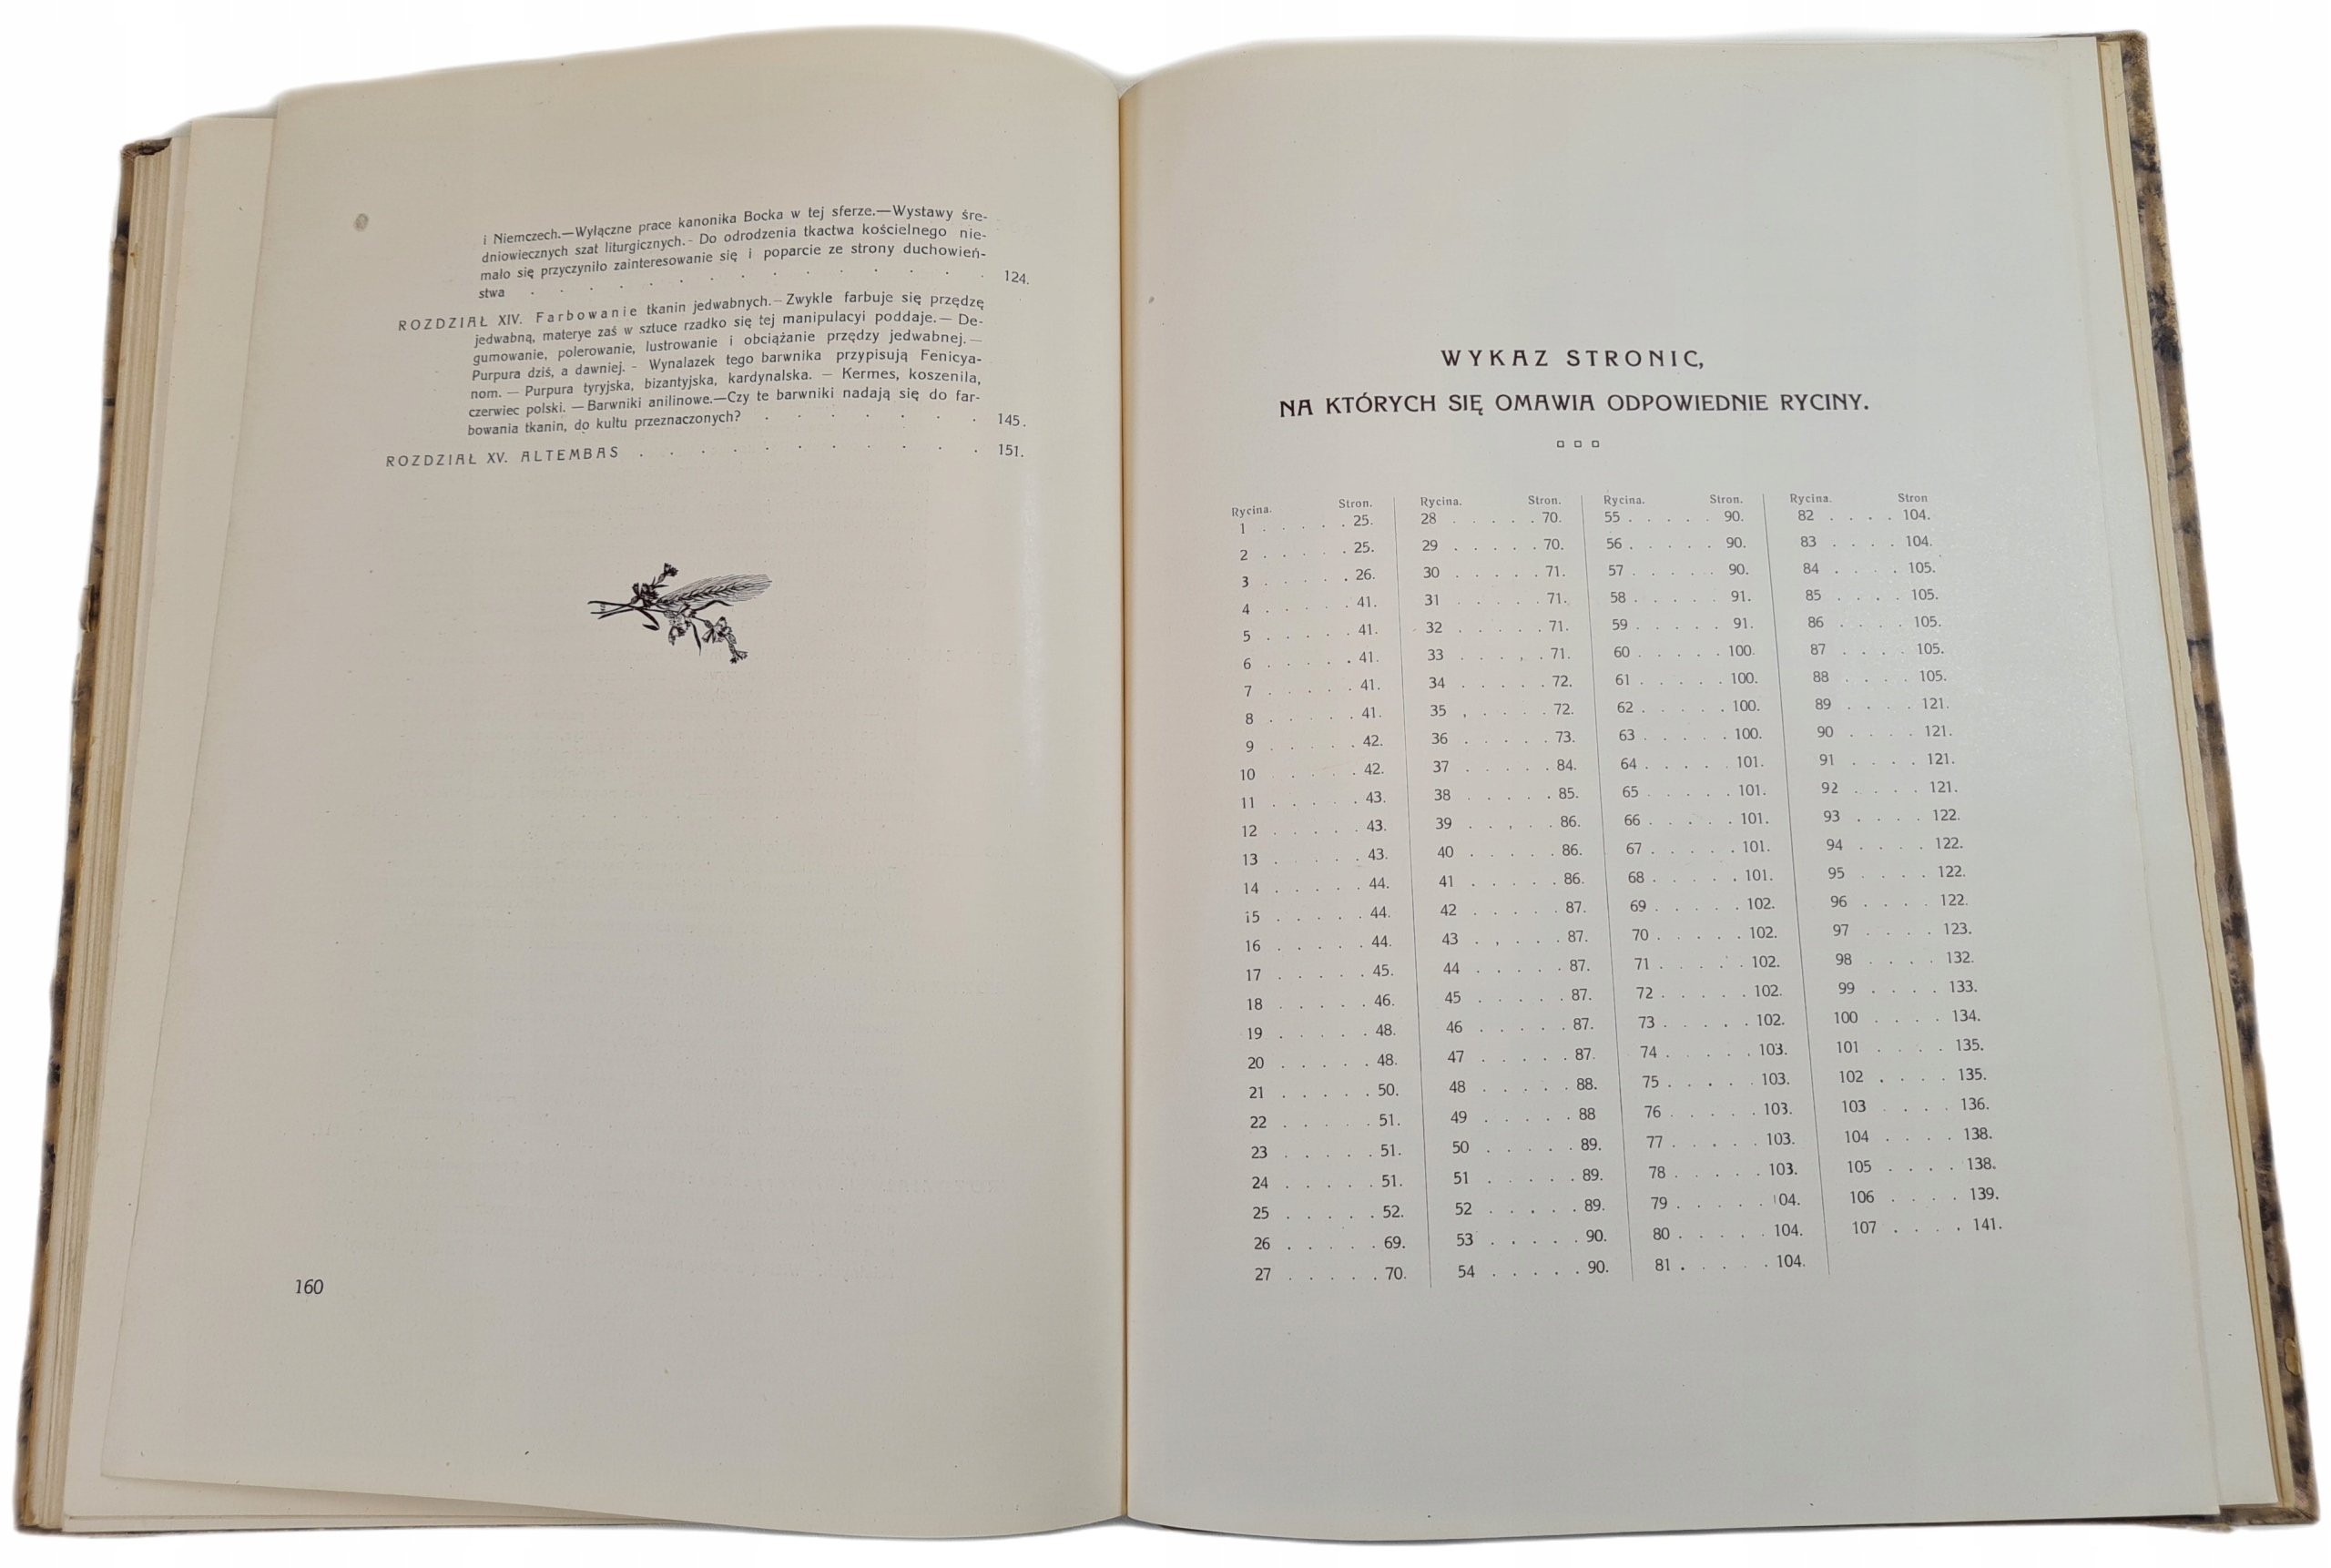 i Niemczech.—Wyłączne prace kanonika Bocka w tej sferze.—Wystawy śre-
dniowiecznych szat liturgicznych.- Do odrodzenia tkactwa kościelnego nie-
mało się przyczyniło zainteresowanie się i poparcie ze strony duchowień-
stwa . . . . . . . . . . . 124.
ROZDZIAŁ XIV. Farbowanie tkanin jedwabnych.—Zwykle farbuje się przędzę
jedwabną, materye zaś w sztuce rzadko się tej manipulacyi poddaje.— De-
gumowanie, polerowanie, lustrowanie i obciążanie przędzy jedwabnej.—
Purpura dziś, a dawniej. - Wynalazek tego barwnika przypisują Fenicya-
nom. — Purpura tyryjska, bizantyjska, kardynalska. — Kermes, koszenila,
czerwiec polski. —Barwniki anilinowe.—Czy te barwniki nadają się do far-
bowania tkanin, do kultu przeznaczonych? . . . . . . 145.
ROZDZIAŁ XV. ALTEMBAS . . . . . . . . 151.
160
WYKAZ STRONIC,
NA KTÓRYCH SIĘ OMAWIA ODPOWIEDNIE RYCINY.
Rycina. Stron.
1 . . . . . 25.
2 . . . . . 25.
3 . . . . . 26.
4 . . . . . 41.
5 . . . . . 41.
6 . . . . . 41.
7 . . . . . 41.
8 . . . . . 41.
9 . . . . . 42.
10 . . . . . 42.
11 . . . . . 43.
12 . . . . . 43.
13 . . . . . 43.
14 . . . . . 44.
15 . . . . . 44.
16 . . . . . 44.
17 . . . . . 45.
18 . . . . . 46.
19 . . . . . 48.
20 . . . . . 48.
21 . . . . . 50.
22 . . . . . 51.
23 . . . . . 51.
24 . . . . . 51.
25 . . . . . 52.
26 . . . . . 69.
27 . . . . . 70.
Rycina. Stron.
28 . . . . . 70.
29 . . . . . 70.
30 . . . . . 71.
31 . . . . . 71.
32 . . . . . 71.
33 . . . . . 71.
34 . . . . . 72.
35 . . . . . 72.
36 . . . . . 73.
37 . . . . . 84.
38 . . . . . 85.
39 . . . . . 86.
40 . . . . . 86.
41 . . . . . 86.
42 . . . . . 87.
43 . . . . . 87.
44 . . . . . 87.
45 . . . . . 87.
46 . . . . . 87.
47 . . . . . 87.
48 . . . . . 88.
49 . . . . . 88
50 . . . . . 89.
51 . . . . . 89.
52 . . . . . 89.
53 . . . . . 90.
54 . . . . . 90.
Rycina. Stron.
55 . . . . . 90.
56 . . . . . 90.
57 . . . . . 90.
58 . . . . . 91.
59 . . . . . 91.
60 . . . . . 100.
61 . . . . . 100.
62 . . . . . 100.
63 . . . . . 100.
64 . . . . . 101.
65 . . . . . 101.
66 . . . . . 101.
67 . . . . . 101.
68 . . . . . 101.
69 . . . . . 102.
70 . . . . . 102.
71 . . . . . 102.
72 . . . . . 102.
73 . . . . . 102.
74 . . . . . 103.
75 . . . . . 103.
76 . . . . . 103.
77 . . . . . 103.
78 . . . . . 103.
79 . . . . . 104.
80 . . . . . 104.
81 . . . . . 104.
Rycina. Stron
82 . . . . 104.
83 . . . . 104.
84 . . . . 105.
85 . . . . 105.
86 . . . . 105.
87 . . . . 105.
88 . . . . 105.
89 . . . . 121.
90 . . . . 121.
91 . . . . 121.
92 . . . . 121.
93 . . . . 122.
94 . . . . 122.
95 . . . . 122.
96 . . . . 122.
97 . . . . 123.
98 . . . . 132.
99 . . . . 133.
100 . . . . 134.
101 . . . . 135.
102 . . . . 135.
103 . . . . 136.
104 . . . . 138.
105 . . . . 138.
106 . . . . 139.
107 . . . . 141.